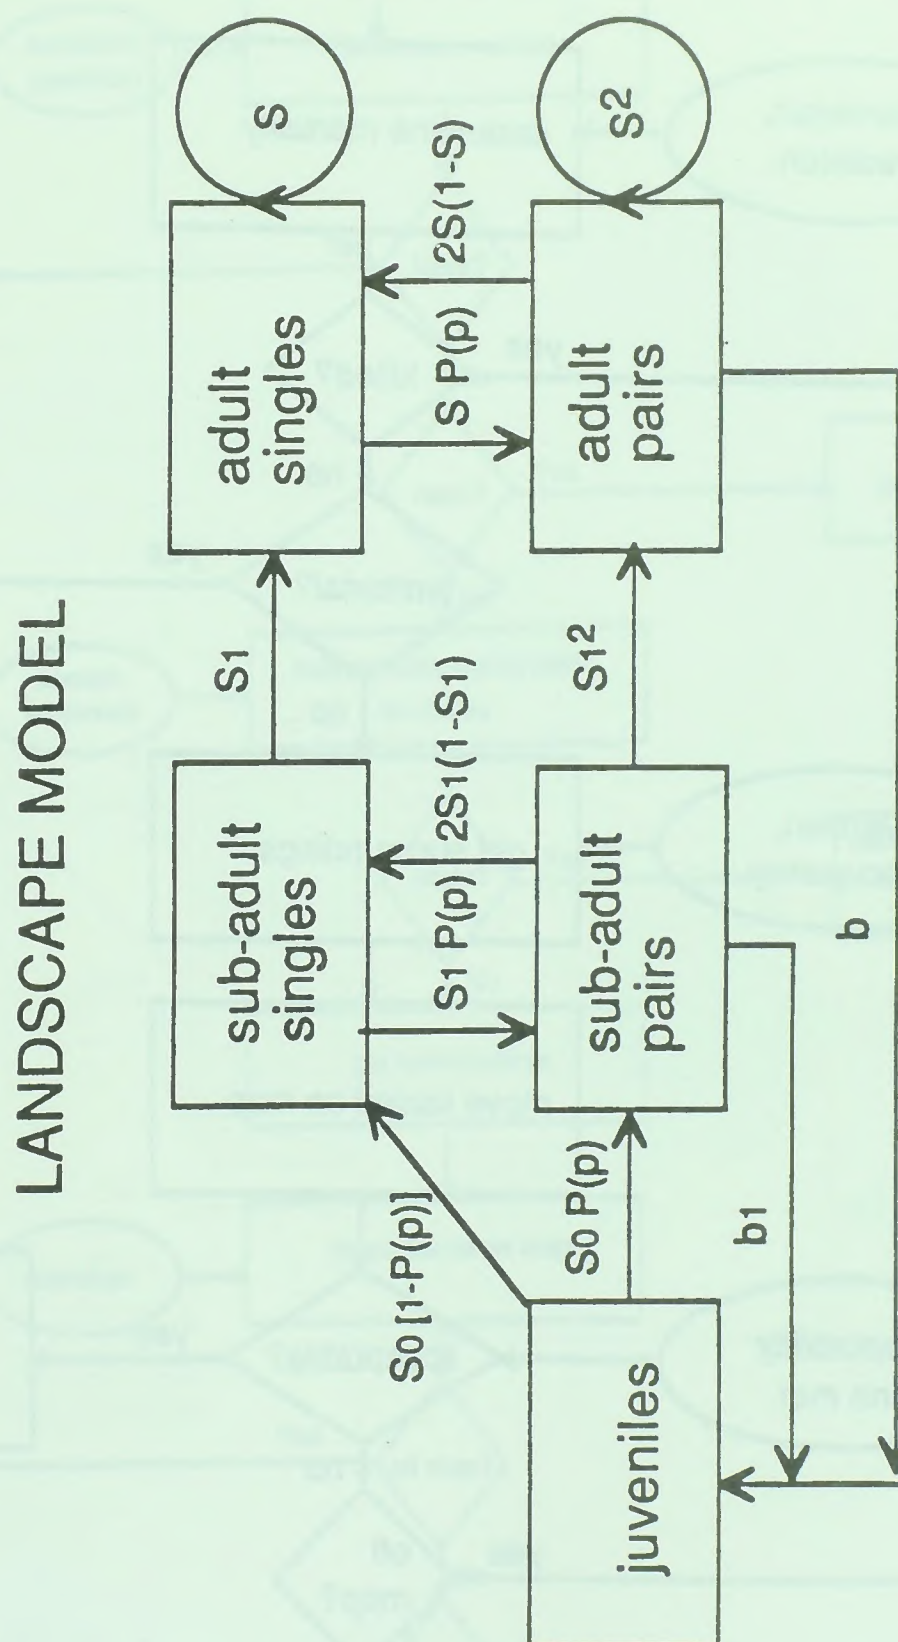 LANDSCAPE MODEL
sub-adult
singles
S1
adult
singles
S
S0 [1-P(p)]
S1 P(p)
2S1(1-S1)
S P(p)
2S(1-S)
juveniles
S0 P(p)
sub-adult
pairs
S1²
adult
pairs
S²
b1
b